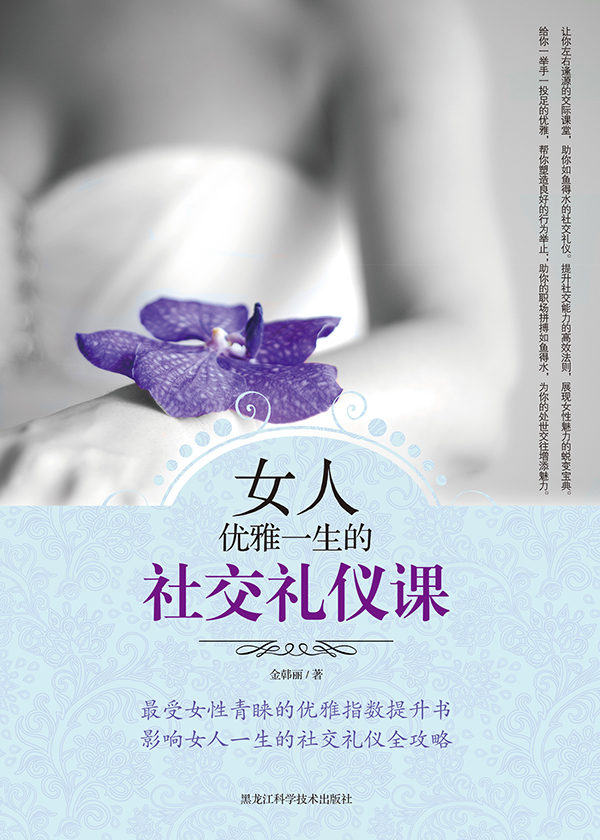 让你左右逢源的交际课堂，助你如鱼得水的社交礼仪。提升社交能力的高效法则，展现女性魅力的蜕变宝典。
给你一举手一投足的优雅，帮你塑造良好的行为举止，助你的职场拼搏如鱼得水，为你的处世交往增添魅力。
女人
优雅一生的
社交礼仪课
金韩丽/著
最受女性青睐的优雅指数提升书
影响女人一生的社交礼仪全攻略
黑龙江科学技术出版社